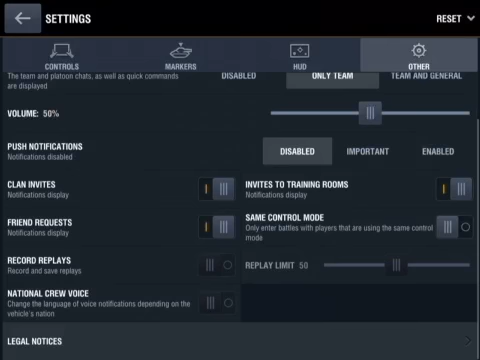 SETTINGS
RESET
CONTROLS
MARKERS
HUD
OTHER
The team and platoon chats, as well as quick commands
are displayed
DISABLED
ONLY TEAM
TEAM AND GENERAL
VOLUME: 50%
PUSH NOTIFICATIONS
Notifications disabled
DISABLED
IMPORTANT
ENABLED
CLAN INVITES
Notifications display
INVITES TO TRAINING ROOMS
Notifications display
FRIEND REQUESTS
Notifications display
SAME CONTROL MODE
Only enter battles with players that are using the same control
mode
RECORD REPLAYS
Record and save replays
REPLAY LIMIT 50
NATIONAL CREW VOICE
Change the language of voice notifications depending on the
vehicle's nation
LEGAL NOTICES